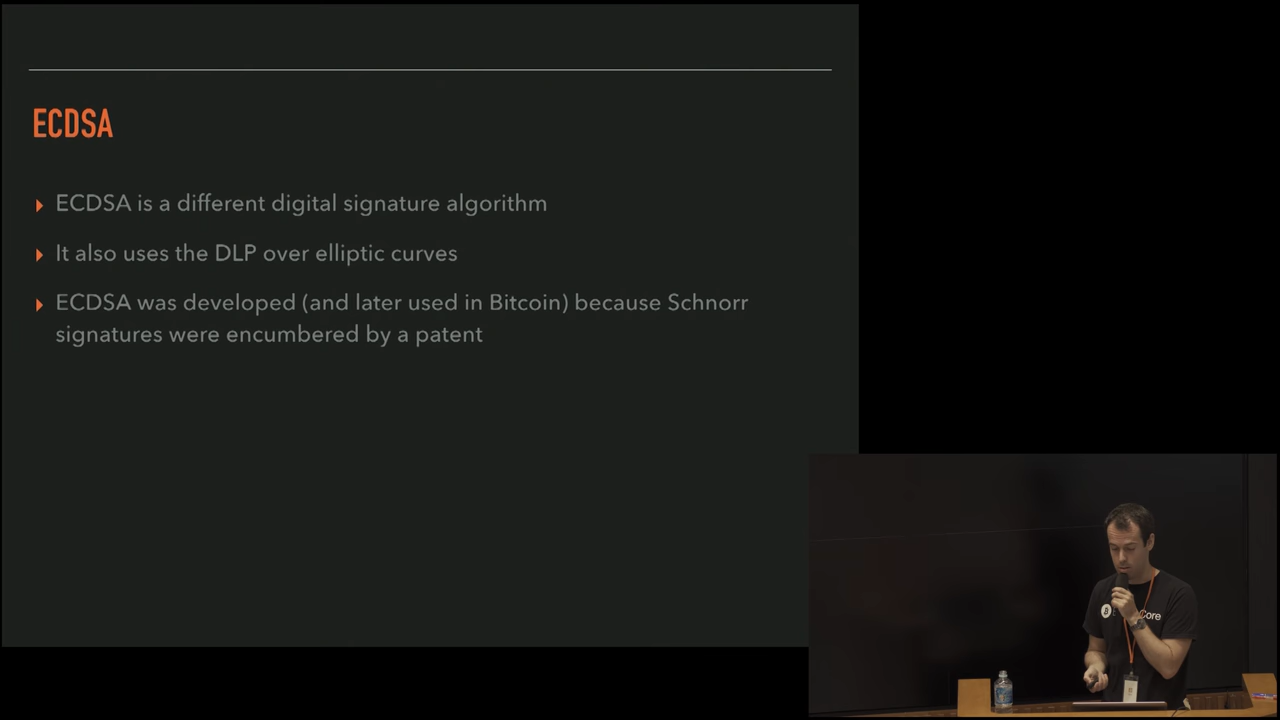 ECDSA
ECDSA is a different digital signature algorithm
It also uses the DLP over elliptic curves
ECDSA was developed (and later used in Bitcoin) because Schnorr
signatures were encumbered by a patent
Core